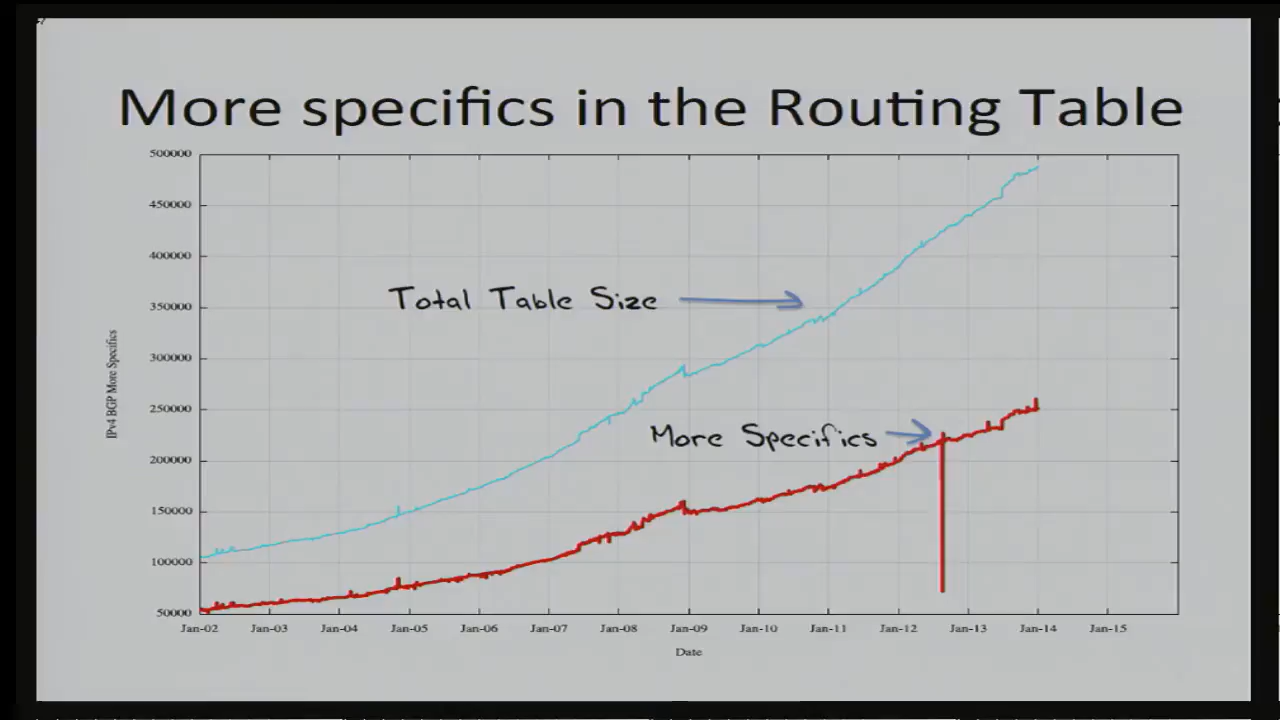 More specifics in the Routing Table
500000
450000
400000
350000
300000
250000
200000
150000
100000
50000
IPv4 BGP More Specifics
Total Table Size
More Specifics
Jan-02 Jan-03 Jan-04 Jan-05 Jan-06 Jan-07 Jan-08 Jan-09 Jan-10 Jan-11 Jan-12 Jan-13 Jan-14 Jan-15
Date